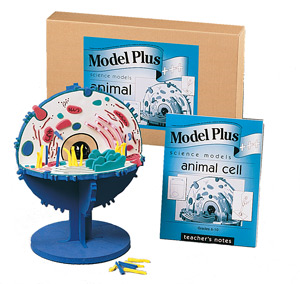 Model Plus
science models
animal
Model Plus
science models
animal cell
teacher's notes